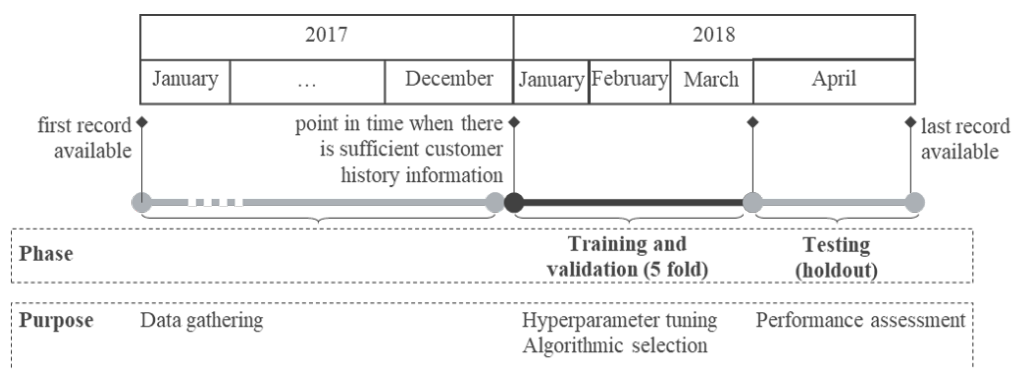 2017
2018
January
…
December
January
February
March
April
first record
available
point in time when there
is sufficient customer
history information
last record
available
Phase
Training and
validation (5 fold)
Testing
(holdout)
Purpose
Data gathering
Hyperparameter tuning
Algorithmic selection
Performance assessment